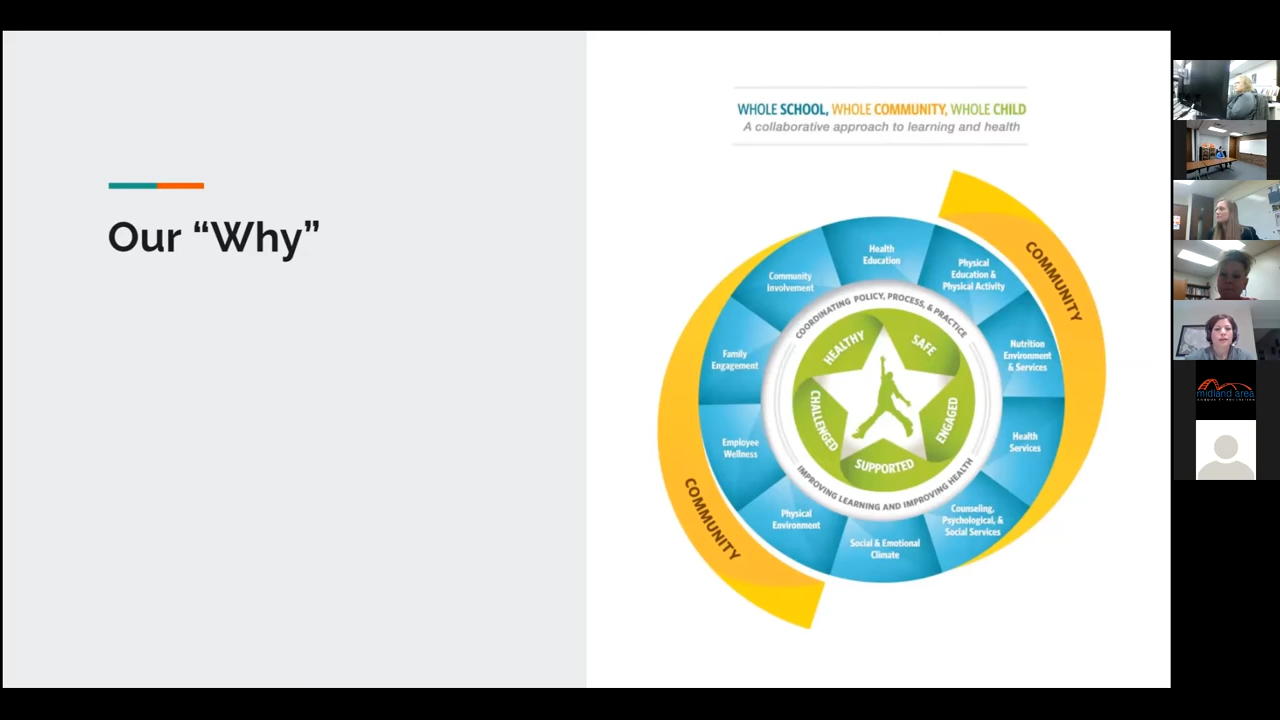 Our “Why”
WHOLE SCHOOL, WHOLE COMMUNITY, WHOLE CHILD
A collaborative approach to learning and health
COMMUNITY
Health
Education
Physical
Education &
Physical Activity
Nutrition
Environment
& Services
Health
Services
Counseling,
Psychological, &
Social Services
Social & Emotional
Climate
Physical
Environment
Employee
Wellness
Family
Engagement
Community
Involvement
COMMUNITY
COORDINATING POLICY, PROCESS, & PRACTICE
IMPROVING LEARNING AND IMPROVING HEALTH
HEALTHY
SAFE
ENGAGED
SUPPORTED
CHALLENGED
midland area